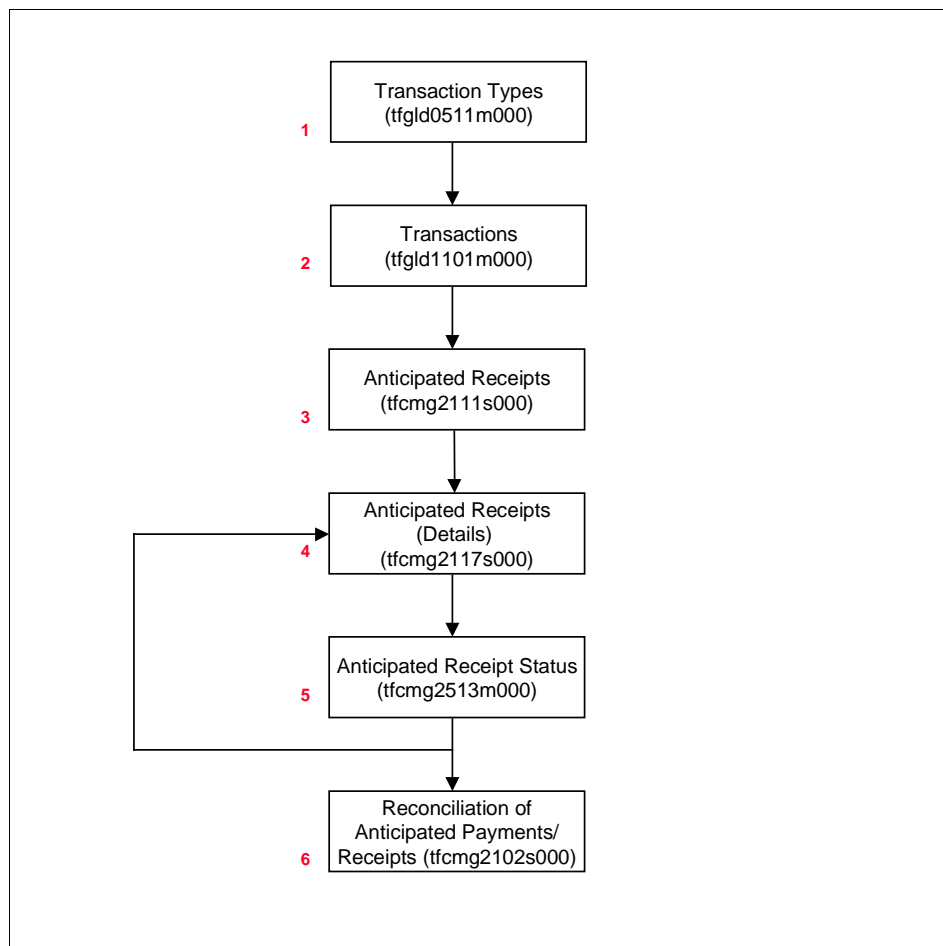 Transaction Types
(tfgld0511m000)
1
Transactions
(tfgld1101m000)
2
Anticipated Receipts
(tfcmg2111s000)
3
Anticipated Receipts
(Details)
(tfcmg2117s000)
4
Anticipated Receipt Status
(tfcmg2513m000)
5
Reconciliation of
Anticipated Payments/
Receipts (tfcmg2102s000)
6